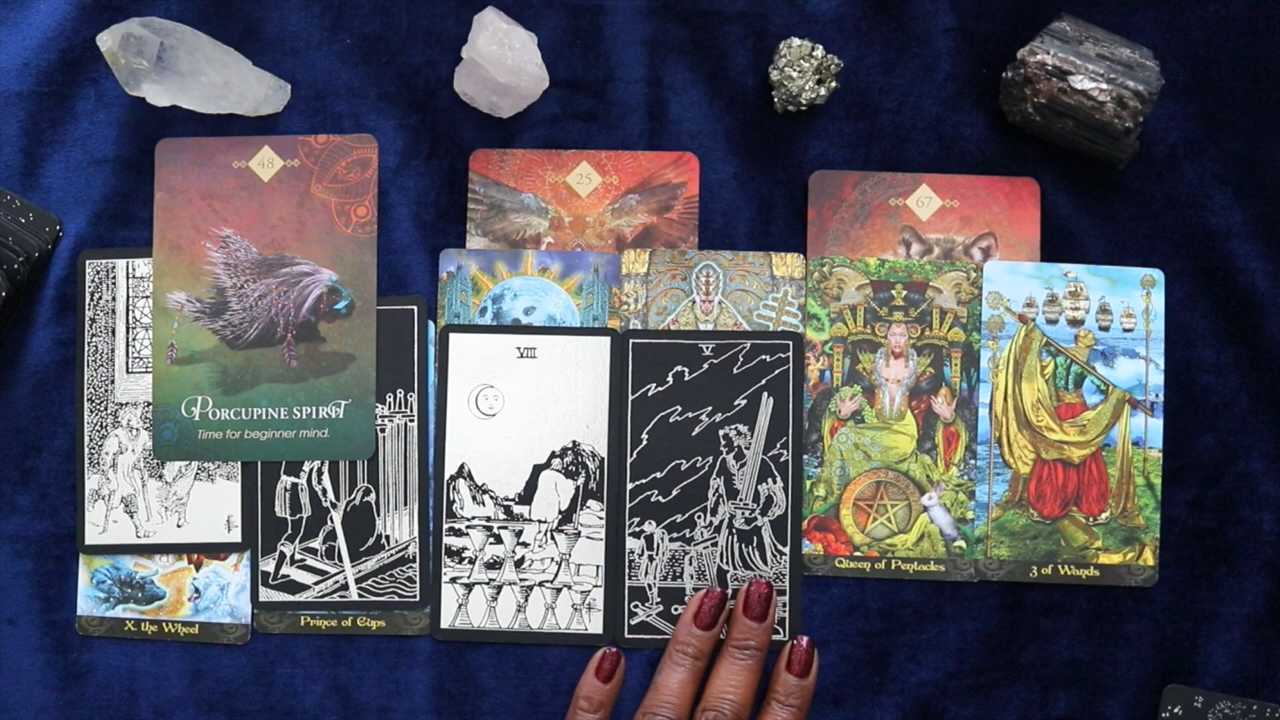 48
PORCUPINE SPIRIT
Time for beginner mind.
25
67
VIII
V
X. the Wheel
Prince of Cups
Queen of Pentacles
3 of Wands